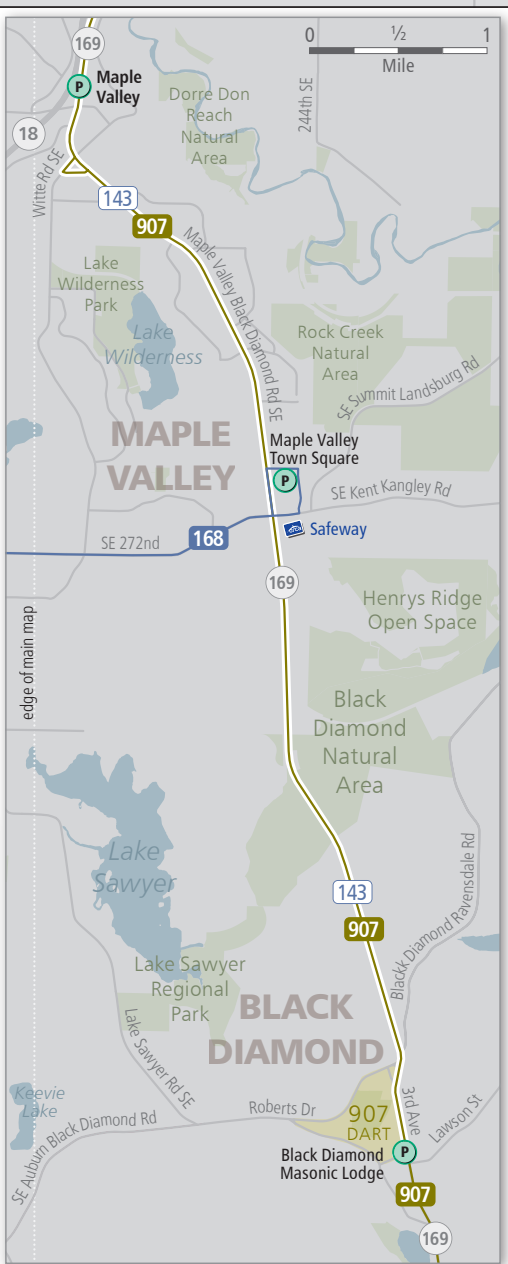 169
0 ½ 1
Mile
P
Maple
Valley
Dorre Don
Reach
Natural
Area
244th SE
18
Witte Rd SE
143
907
Maple Valley Black Diamond Rd SE
Lake
Wilderness
Park
Lake
Wilderness
Rock Creek
Natural
Area
SE Summit Landsburg Rd
MAPLE
VALLEY
Maple Valley
Town Square
P
SE Kent Kangley Rd
Safeway
168
SE 272nd
169
Henrys Ridge
Open Space
edge of main map
Black
Diamond
Natural
Area
Lake
Sawyer
143
907
Blackk Diamond Ravensdale Rd
Lake Sawyer
Regional
Park
BLACK
DIAMOND
Lake Sawyer Rd SE
Keevie
Lake
SE Auburn Black Diamond Rd
Roberts Dr
907
DART
3rd Ave
Lawson St
Black Diamond
Masonic Lodge
P
907
169